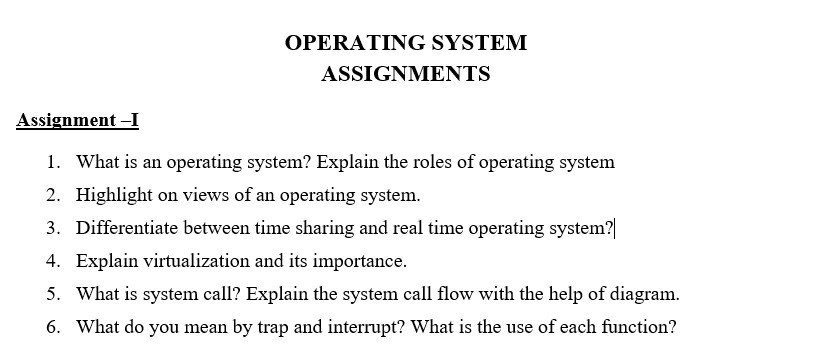 OPERATING SYSTEM
ASSIGNMENTS
Assignment –I
1. What is an operating system? Explain the roles of operating system
2. Highlight on views of an operating system.
3. Differentiate between time sharing and real time operating system?
4. Explain virtualization and its importance.
5. What is system call? Explain the system call flow with the help of diagram.
6. What do you mean by trap and interrupt? What is the use of each function?